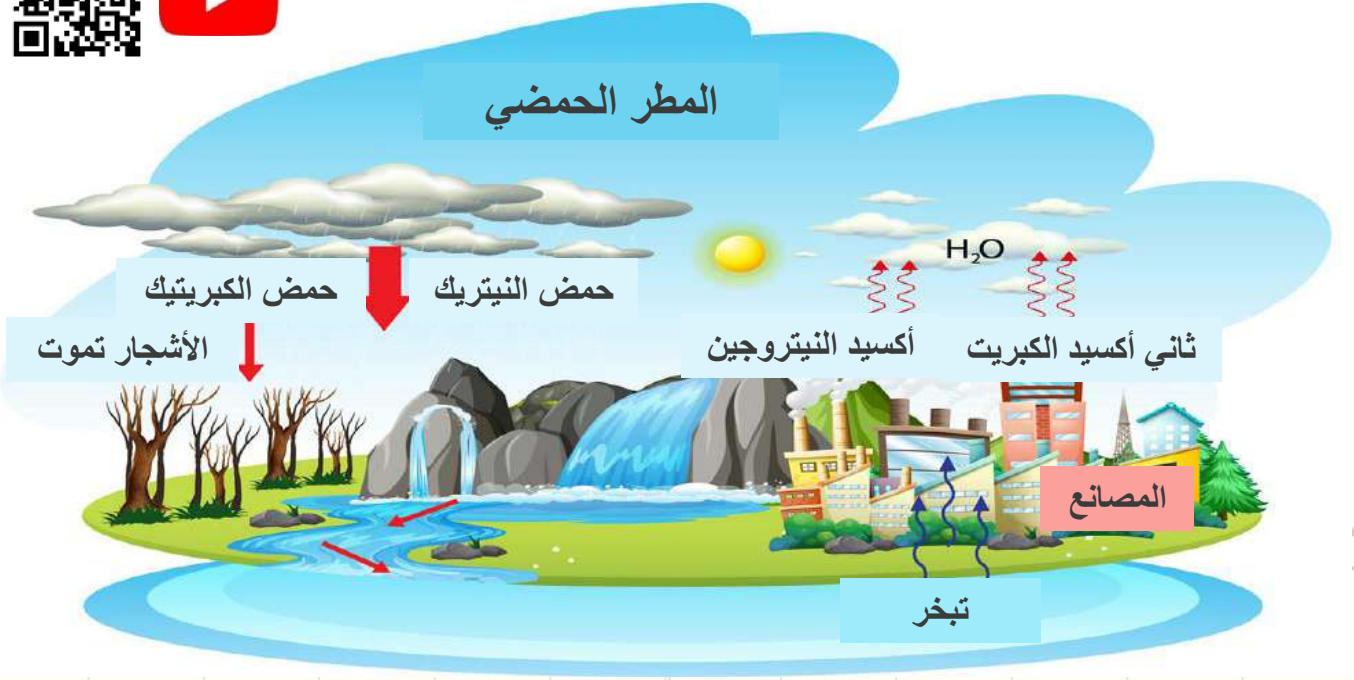 المطر الحمضي
H₂O
حمض النيتريك
حمض الكبريتيك
ثاني أكسيد الكبريت
أكسيد النيتروجين
الأشجار تموت
المصانع
تبخر